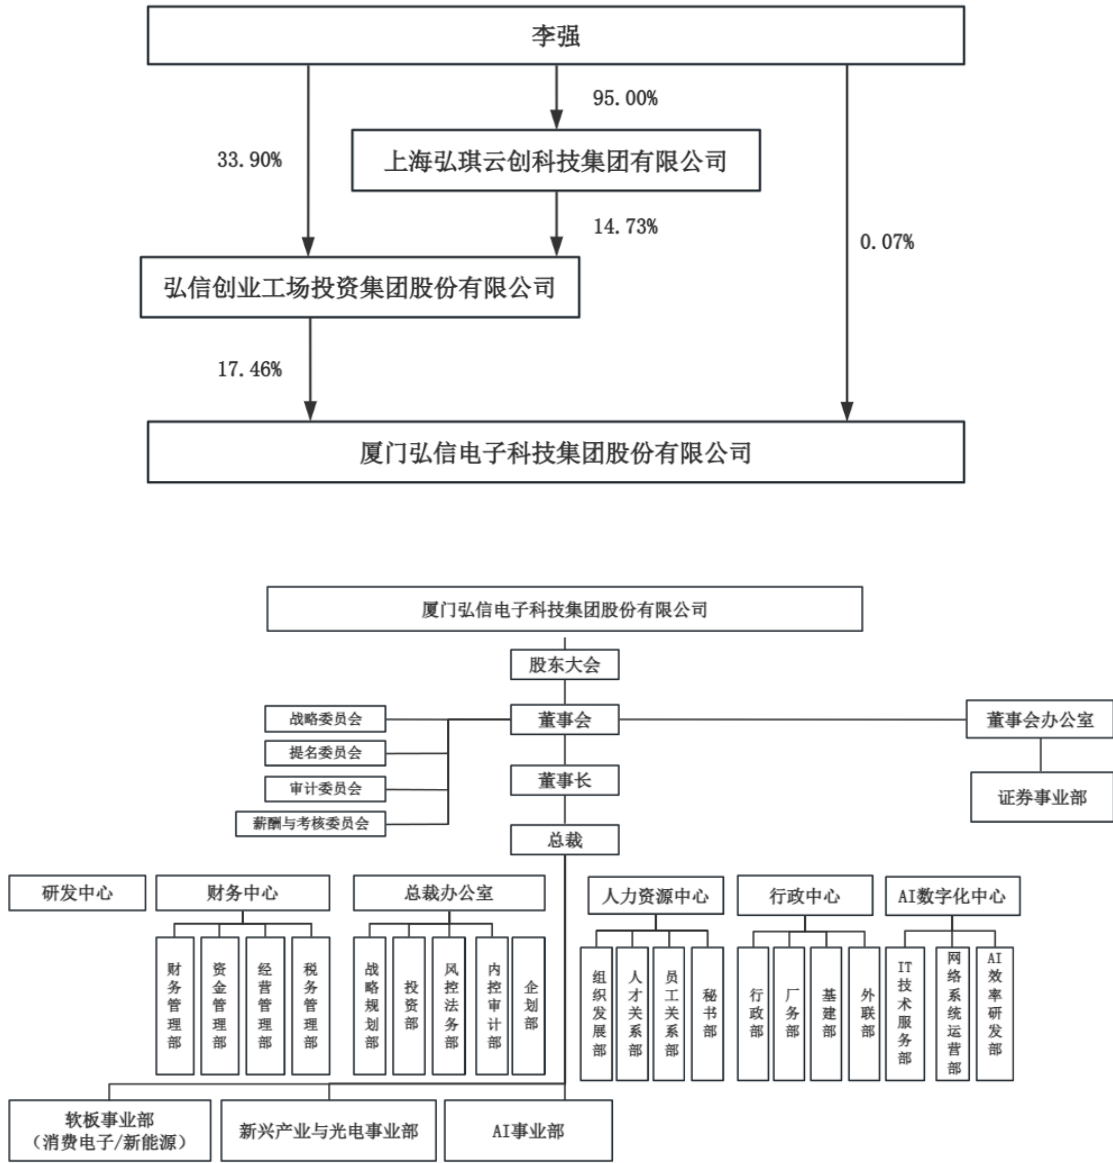 李强
95.00%
上海弘琪云创科技集团有限公司
33.90%
14.73%
0.07%
弘信创业工场投资集团股份有限公司
17.46%
厦门弘信电子科技集团股份有限公司
厦门弘信电子科技集团股份有限公司
股东大会
战略委员会
董事会
董事会办公室
提名委员会
董事长
审计委员会
证券事业部
薪酬与考核委员会
总裁
研发中心
财务中心
总裁办公室
人力资源中心
行政中心
AI数字化中心
财务管理部
资金管理部
经营管理部
税务管理部
战略规划部
投资部
风控法务部
内控审计部
企划部
组织发展部
人才关系部
员工关系部
秘书部
行政部
厂务部
基建部
外联部
IT技术服务部
网络系统运营部
AI效率研发部
软板事业部
（消费电子/新能源）
新兴产业与光电事业部
AI事业部